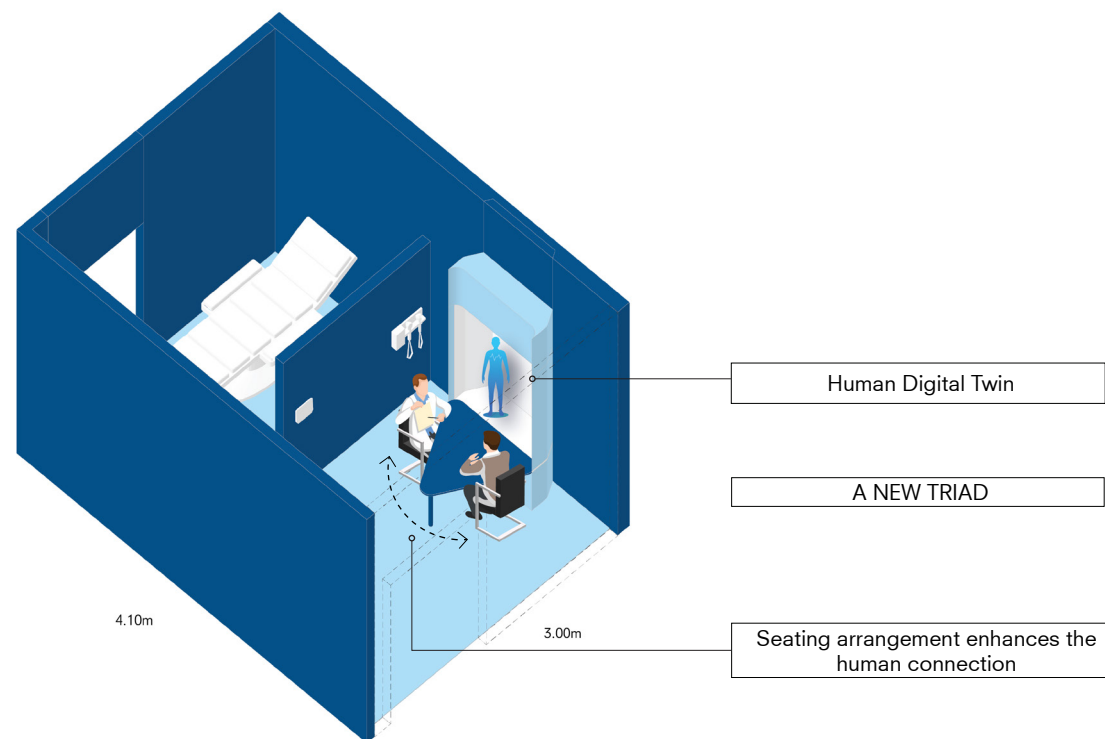 Human Digital Twin
A NEW TRIAD
4.10m
3.00m
Seating arrangement enhances the
human connection